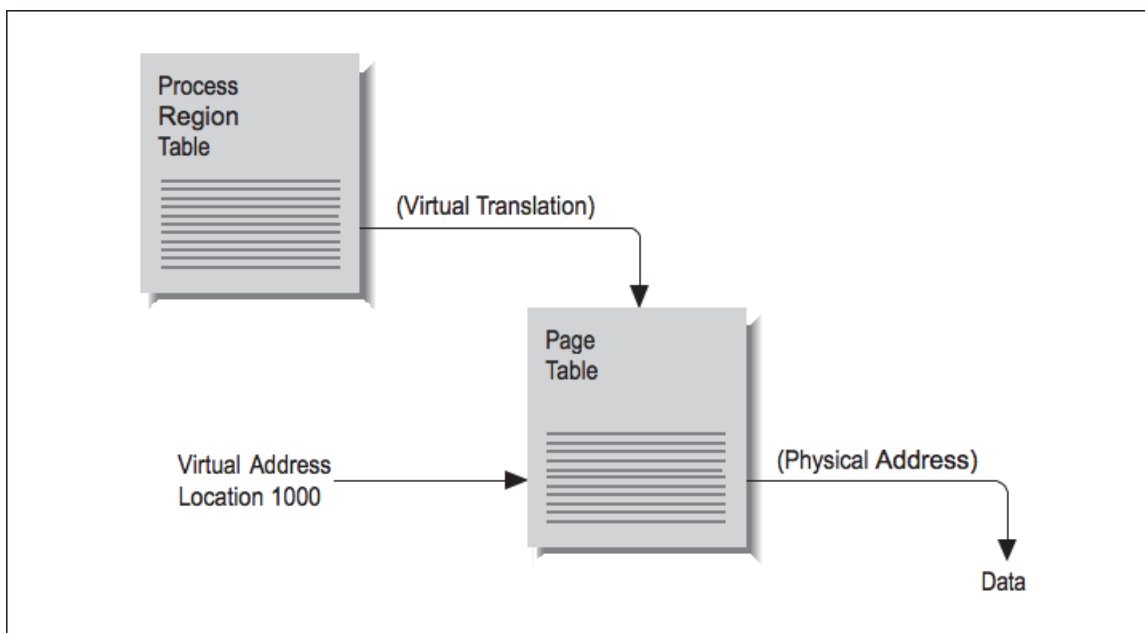 Process
Region
Table
(Virtual Translation)
Page
Table
Virtual Address
Location 1000
(Physical Address)
Data